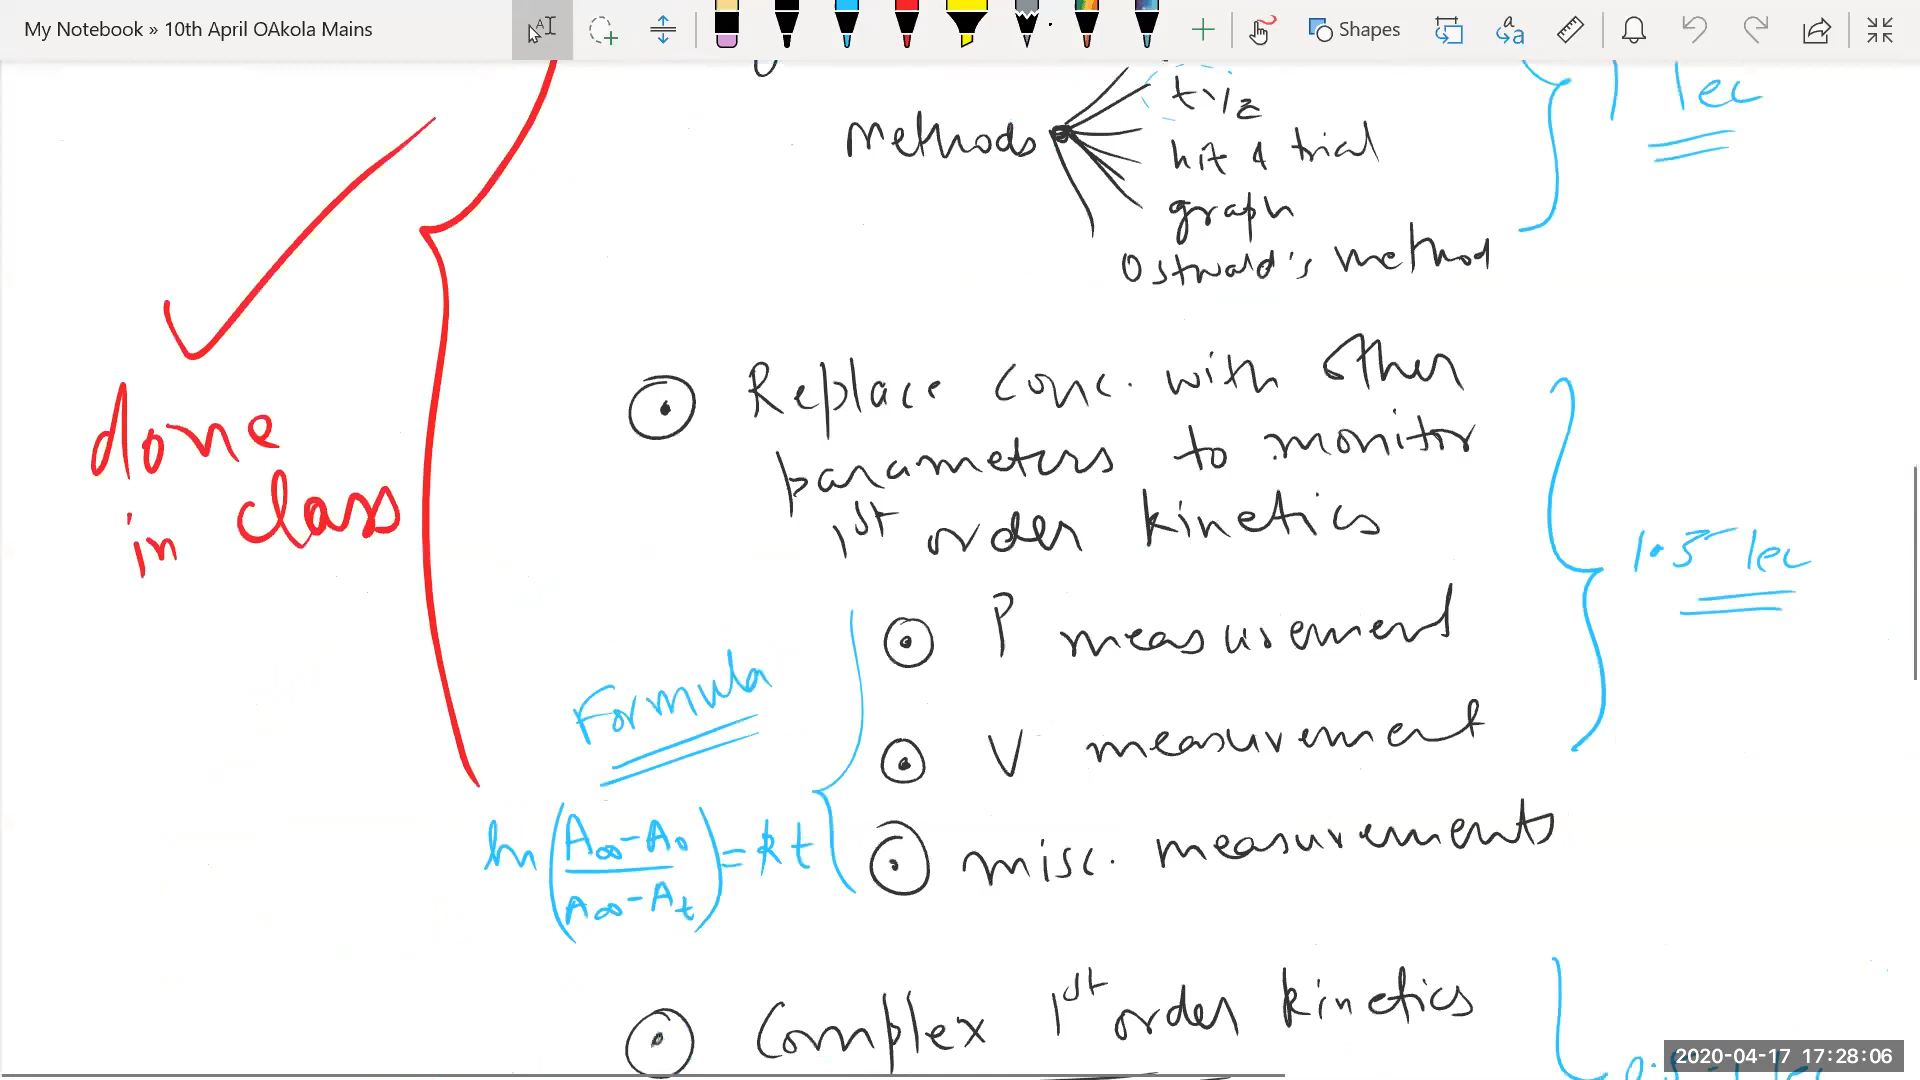 My Notebook » 10th April OAkola Mains
Shapes
t1/2
1 lec
Methods
hit & trial
graph
Ostwald's method
done
in class
Replace conc. with other
parameters to monitor
1st order kinetics
1.5 lec
P measurement
Formula
V measurement
ln(A∞-A0/A∞-At)=kt
misc. measurements
Complex 1st order kinetics
2020-04-17 17:28:06